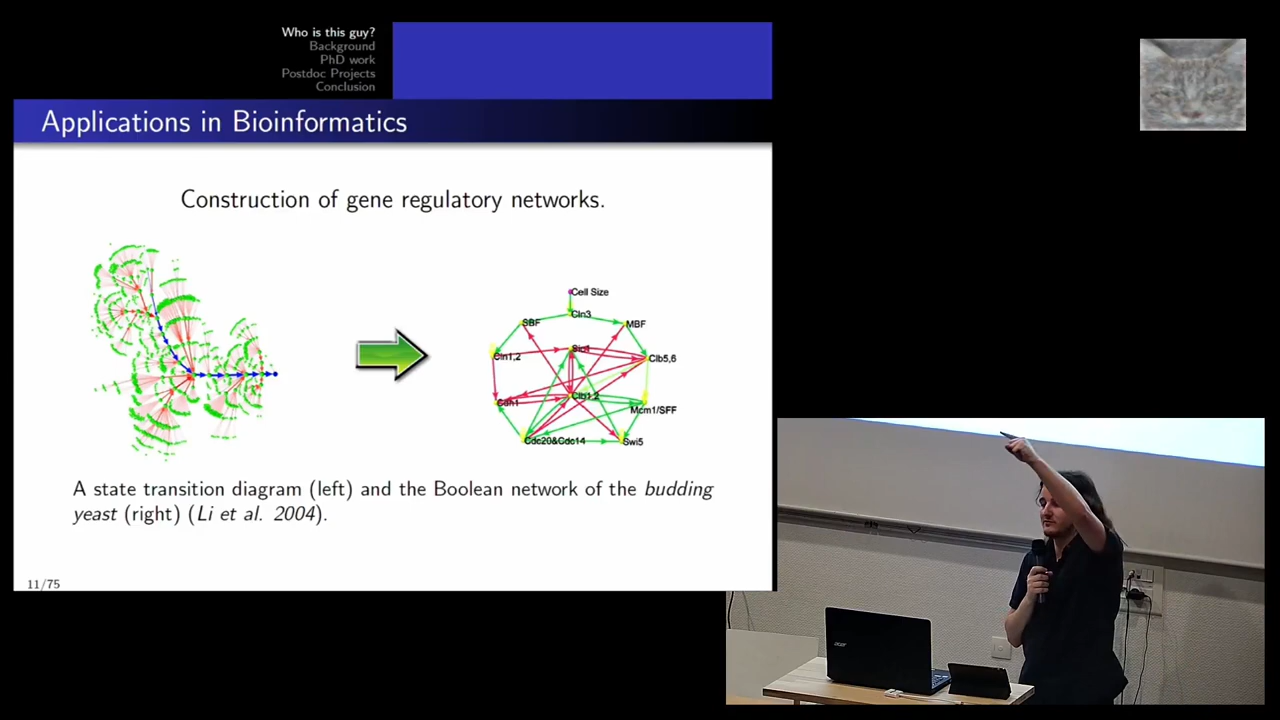 Who is this guy?
Background
PhD work
Postdoc Projects
Conclusion
Applications in Bioinformatics
Construction of gene regulatory networks.
Cell Size
Cln3
SBF
MBF
Sic1
Cln1,2
Clb5,6
Clb1,2
Cdh1
Mcm1/SFF
Cdc20&Cdc14
Swi5
A state transition diagram (left) and the Boolean network of the budding
yeast (right) (Li et al. 2004).
11/75
acer